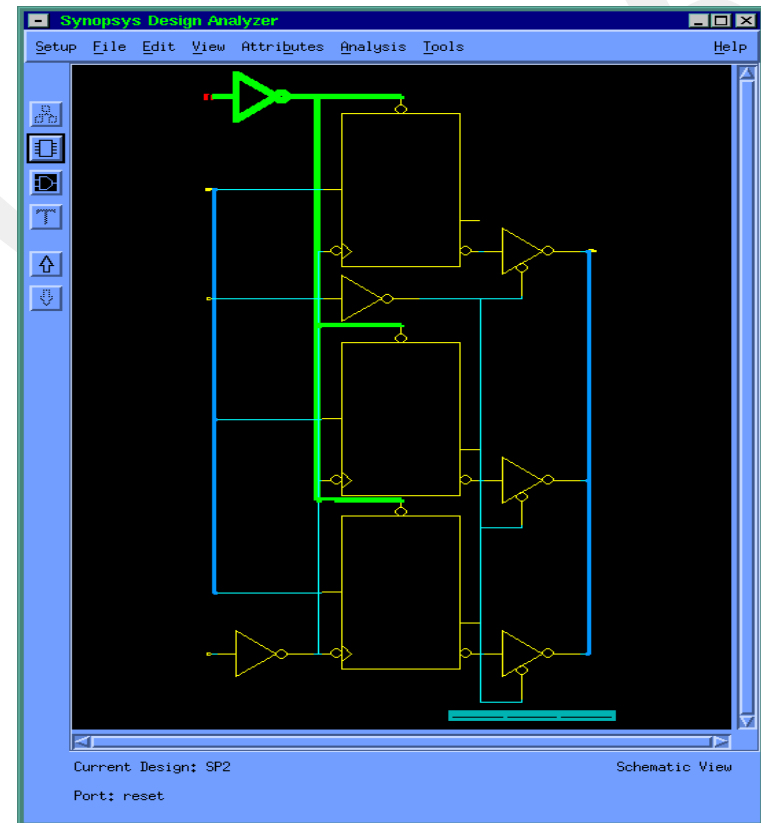 Synopsys Design Analyzer
Setup File Edit View Attributes Analysis Tools Help
Current Design: SP2 Schematic View
Port: reset